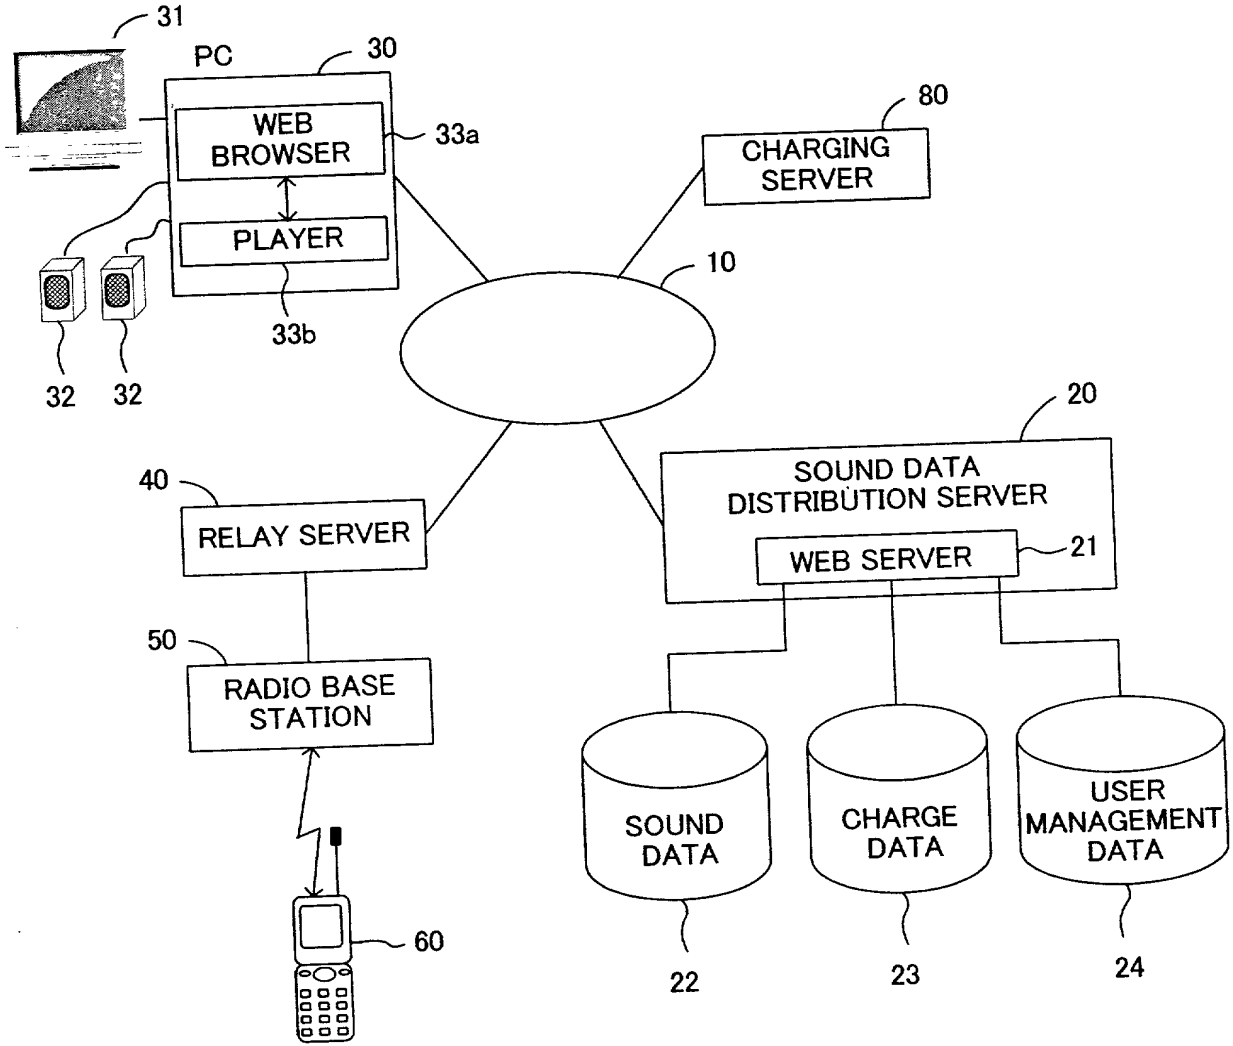 31
PC
30
WEB
BROWSER
33a
PLAYER
33b
32
32
80
CHARGING
SERVER
10
20
SOUND DATA
DISTRIBUTION SERVER
WEB SERVER
21
40
RELAY SERVER
50
RADIO BASE
STATION
60
SOUND
DATA
22
CHARGE
DATA
23
USER
MANAGEMENT
DATA
24